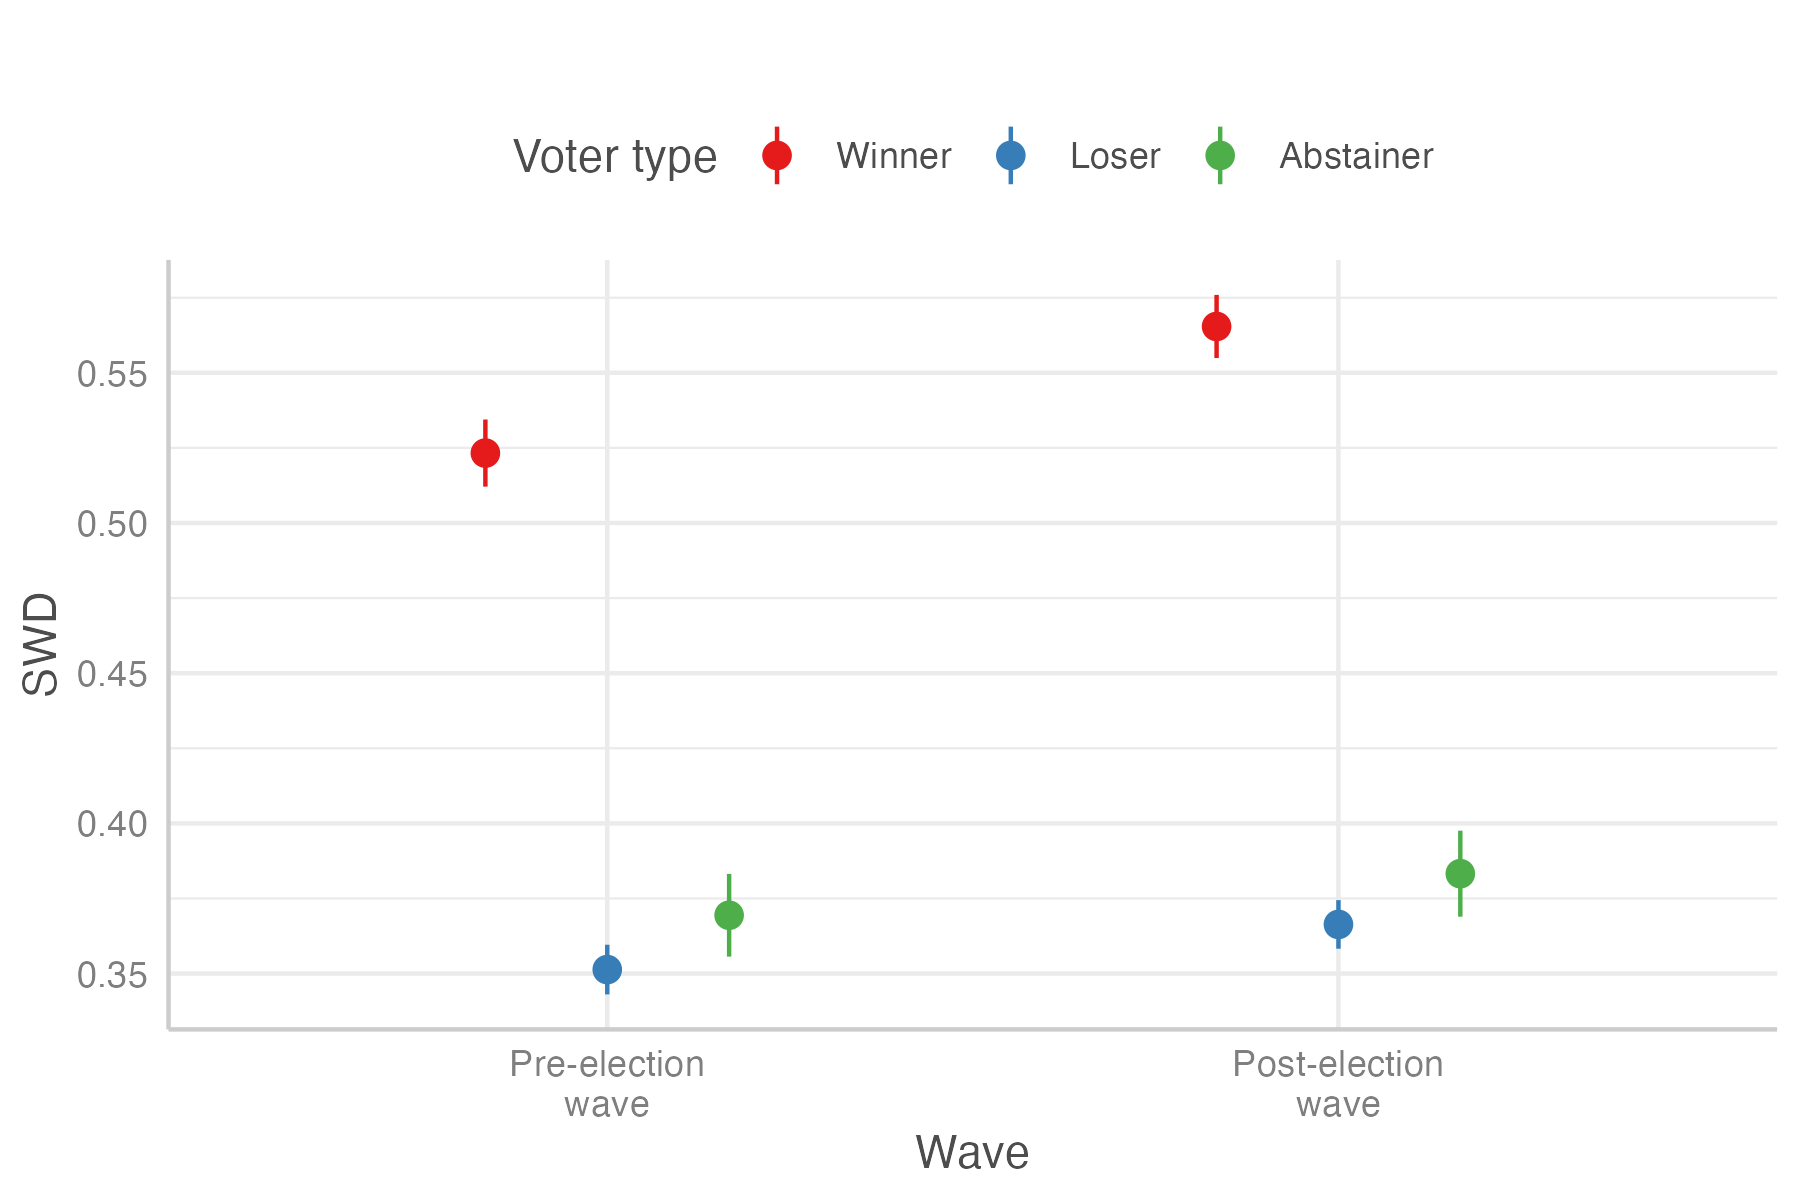 Voter type Winner Loser Abstainer
0.55
0.50
0.45
0.40
0.35
SWD
Pre-election
wave
Post-election
wave
Wave